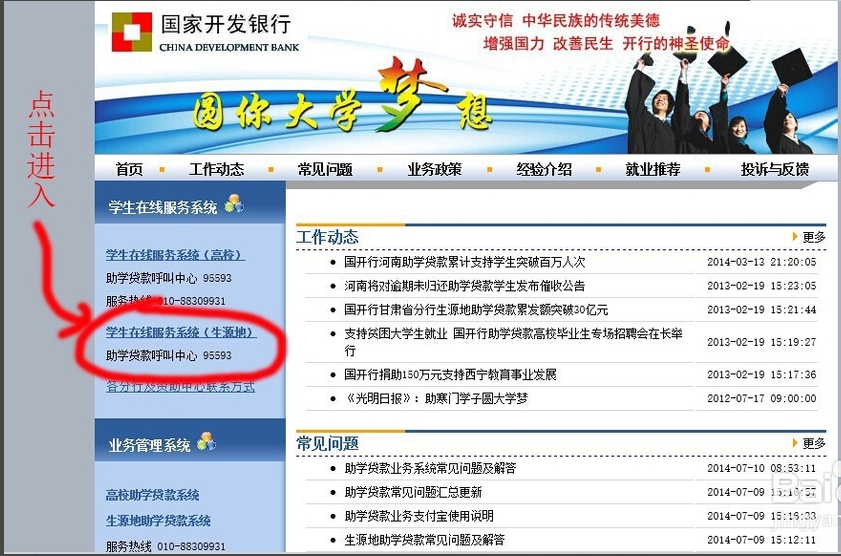 国家开发银行
CHINA DEVELOPMENT BANK
诚实守信 中华民族的传统美德
增强国力 改善民生 开行的神圣使命
圆你大学梦想
首页 工作动态 常见问题 业务政策 经验介绍 就业推荐 投诉与反馈
点击进入
学生在线服务系统
学生在线服务系统（高校）
助学贷款呼叫中心 95593
服务热线 010-88309931
学生在线服务系统（生源地）
助学贷款呼叫中心 95593
各分行及资助中心联系方式
业务管理系统
高校助学贷款系统
生源地助学贷款系统
服务热线 010-88309931
工作动态 更多
国开行河南助学贷款累计支持学生突破百万人次 2014-03-13 21:20:05
河南将对逾期未归还助学贷款学生发布催收公告 2013-02-19 15:23:05
国开行甘肃省分行生源地助学贷款累发额突破30亿元 2013-02-19 15:21:44
支持贫困大学生就业 国开行助学贷款高校毕业生专场招聘会在长举
行 2013-02-19 15:19:27
国开行捐助150万元支持西宁教育事业发展 2013-02-19 15:17:36
《光明日报》：助寒门学子圆大学梦 2012-07-17 09:00:00
常见问题 更多
助学贷款业务系统常见问题及解答 2014-07-10 08:53:11
助学贷款常见问题汇总更新 2014-07-09 15:16:57
助学贷款业务支付宝使用说明 2014-07-09 15:16:33
生源地助学贷款常见问题及解答 2014-07-09 15:12:11
Bai
jingyan